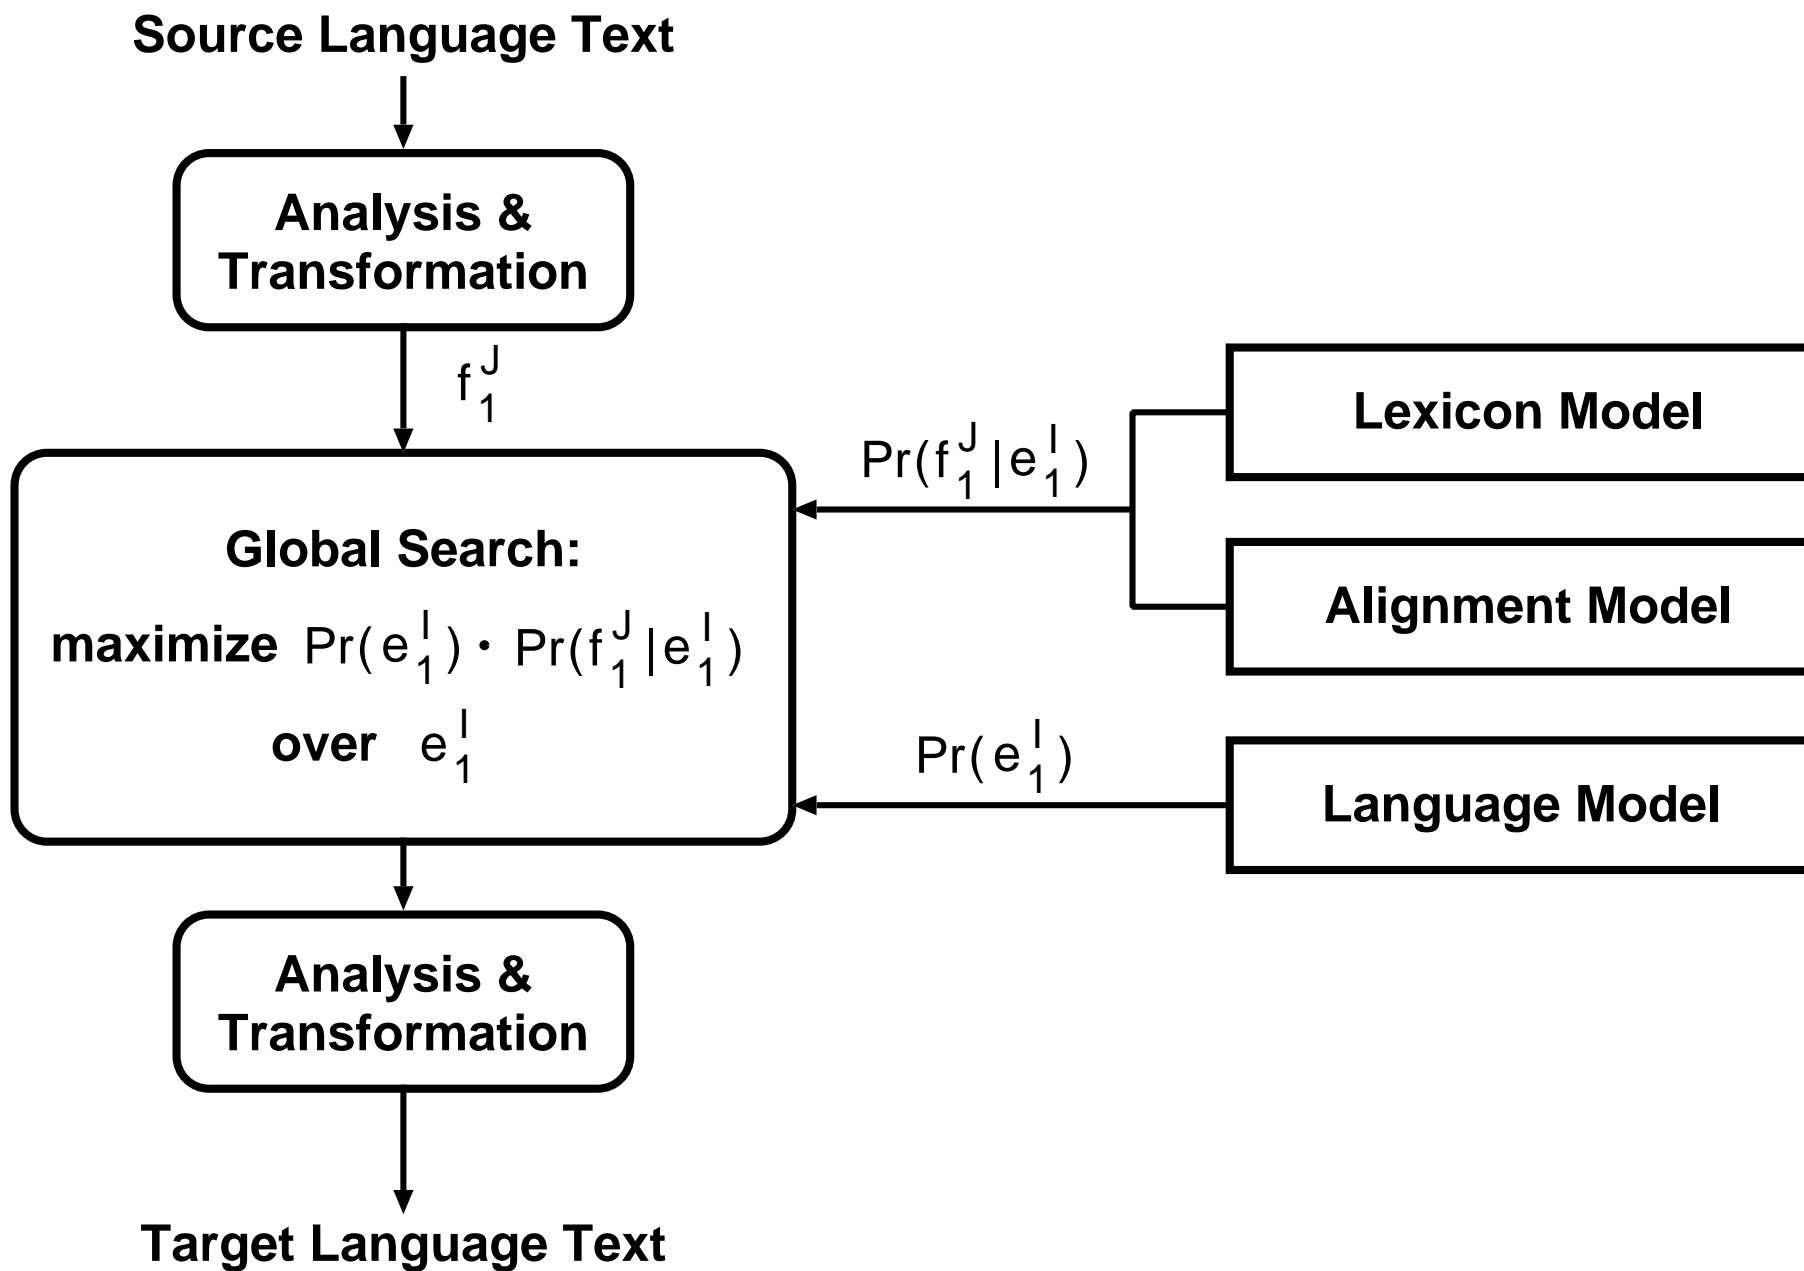 Source Language Text
Analysis &
Transformation
f_1^J
Global Search:
maximize Pr(e_1^I) · Pr(f_1^J|e_1^I)
over e_1^I
Pr(f_1^J|e_1^I)
Lexicon Model
Alignment Model
Pr(e_1^I)
Language Model
Analysis &
Transformation
Target Language Text